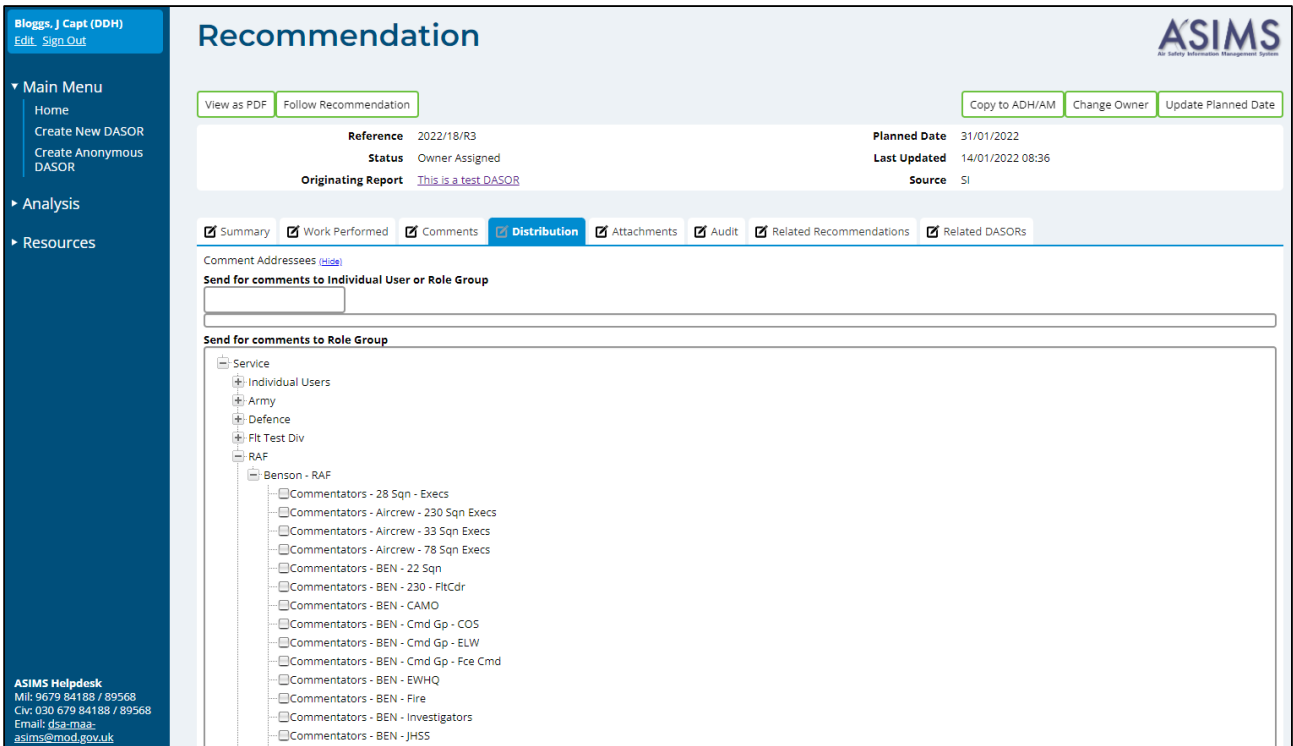 Bloggs, J Capt (DDH)
Edit Sign Out
Main Menu
Home
Create New DASOR
Create Anonymous
DASOR
Analysis
Resources
ASIMS Helpdesk
Mil: 9679 84188 / 89568
Civ: 030 679 84188 / 89568
Email: dsa-maa-
asims@mod.gov.uk
Recommendation
ASIMS
Air Safety Information Management System
View as PDF Follow Recommendation Copy to ADH/AM Change Owner Update Planned Date
Reference 2022/18/R3 Planned Date 31/01/2022
Status Owner Assigned Last Updated 14/01/2022 08:36
Originating Report This is a test DASOR Source SI
Summary Work Performed Comments Distribution Attachments Audit Related Recommendations Related DASORs
Comment Addressees (Hide)
Send for comments to Individual User or Role Group
Send for comments to Role Group
Service
Individual Users
Army
Defence
Flt Test Div
RAF
Benson - RAF
Commentators - 28 Sqn - Execs
Commentators - Aircrew - 230 Sqn Execs
Commentators - Aircrew - 33 Sqn Execs
Commentators - Aircrew - 78 Sqn Execs
Commentators - BEN - 22 Sqn
Commentators - BEN - 230 - FltCdr
Commentators - BEN - CAMO
Commentators - BEN - Cmd Gp - COS
Commentators - BEN - Cmd Gp - ELW
Commentators - BEN - Cmd Gp - Fce Cmd
Commentators - BEN - EWHQ
Commentators - BEN - Fire
Commentators - BEN - Investigators
Commentators - BEN - JHSS